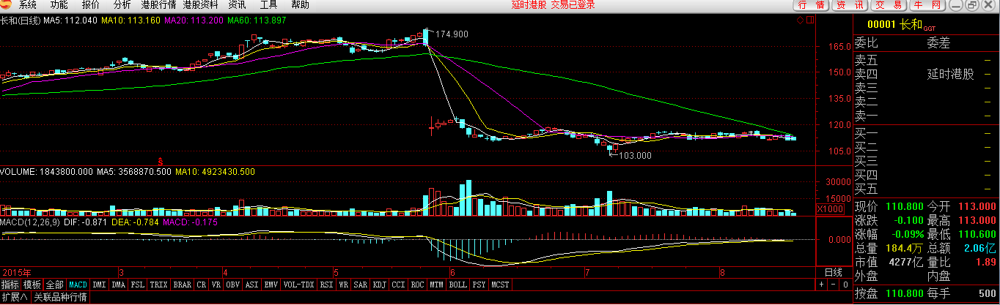 系统 功能 报价 分析 港股行情 港股资料 资讯 工具 帮助 延时港股 交易已登录 行 情 资 讯 交 易 牛 网
长和(日线) MA5: 112.040 MA10: 113.160 MA20: 113.200 MA60: 113.897
174.900
103.000
165.0
150.0
135.0
120.0
105.0
S
VOLUME: 1843800.000 MA5: 3568870.500 MA10: 4923430.500
30000
15000
X1000
MACD(12,26,9) DIF: -0.871 DEA: -0.784 MACD: -0.175
0.000
2015年 3 4 5 6 7 8 日线
指标 模板 全部 MACD DMI DMA FSL TRIX BRAR CR VR OBV ASI EMV VOL-TDX RSI WR SAR KDJ CCI ROC MTM BOLL PSY MCST + - 0
扩展∧ 关联品种行情
00001 长和GGT
委比 委差
卖五 —
卖四 延时港股 —
卖三 —
卖二 —
卖一 —
买一 —
买二 —
买三 —
买四 —
买五 —
现价 110.800 今开 113.000
涨跌 -0.100 最高 113.000
涨幅 -0.09% 最低 110.600
总量 184.4万 总额 2.06亿
市值 4277亿 量比 1.89
外盘 内盘
按盘 110.800 每手 500